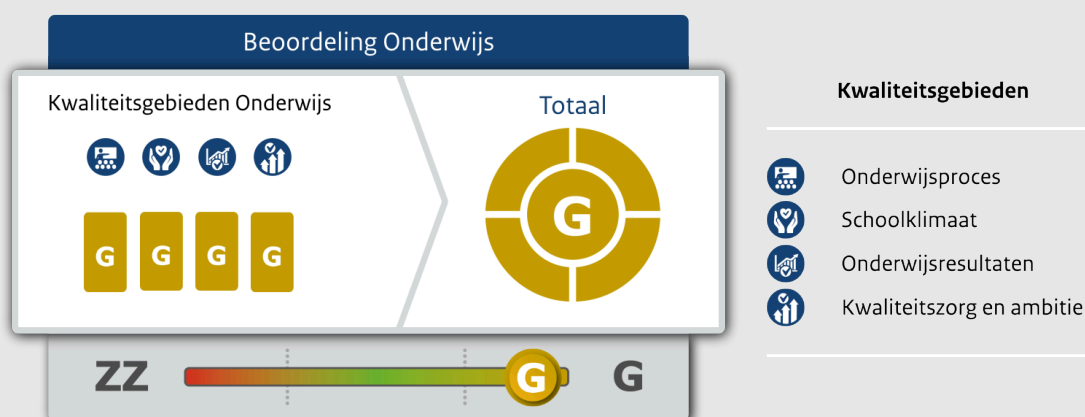 Beoordeling Onderwijs
Kwaliteitsgebieden Onderwijs
Totaal
G G G G
G
ZZ G G
Kwaliteitsgebieden
Onderwijsproces
Schoolklimaat
Onderwijsresultaten
Kwaliteitszorg en ambitie